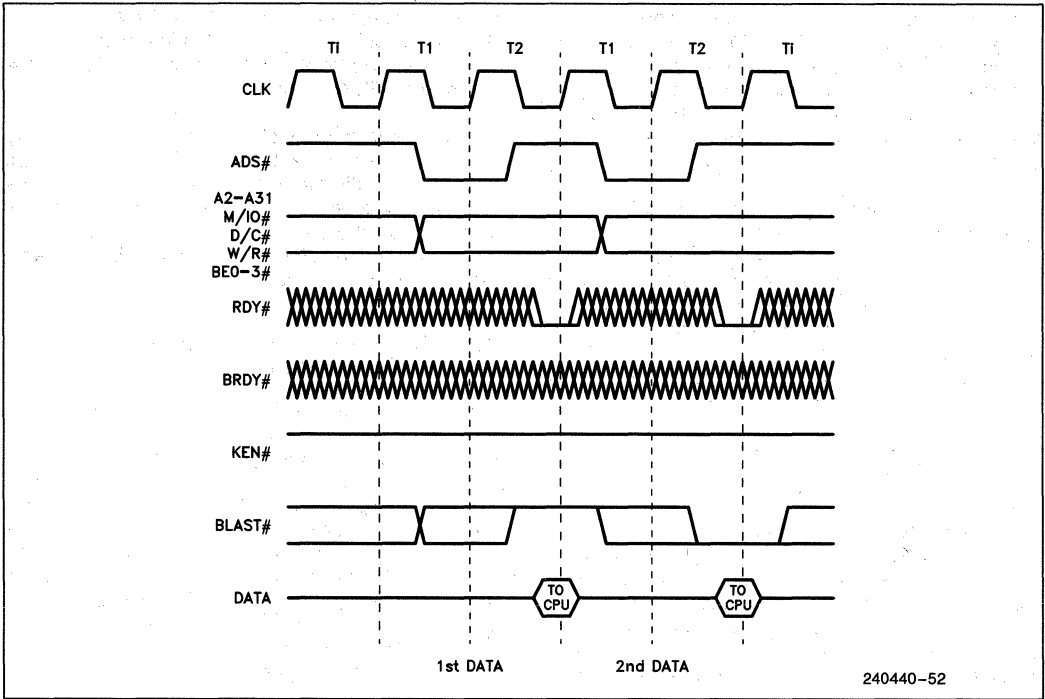 Ti T1 T2 T1 T2 Ti
CLK
ADS#
A2-A31
M/IO#
D/C#
W/R#
BE0-3#
RDY#
BRDY#
KEN#
BLAST#
DATA
TO
CPU
TO
CPU
1st DATA 2nd DATA
240440-52